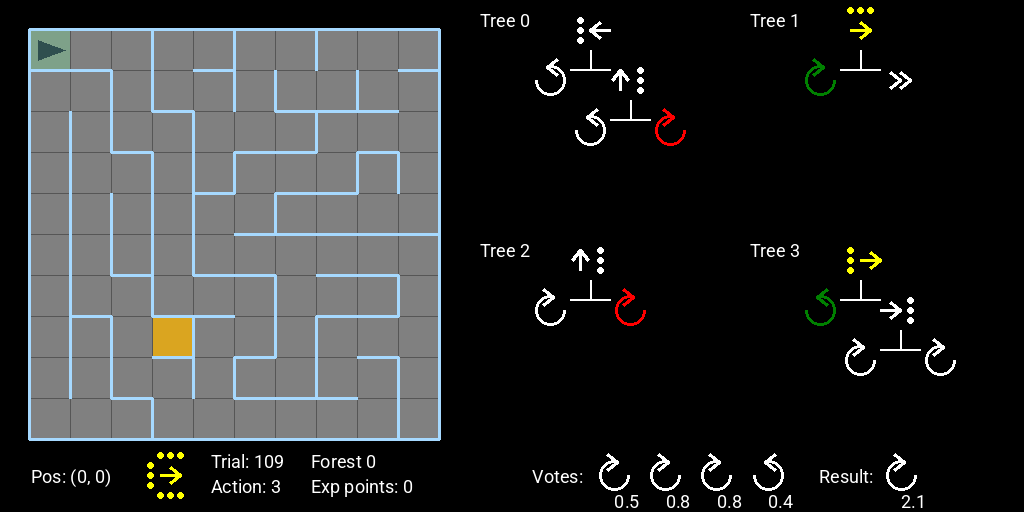 Tree 0
Tree 1
Tree 2
Tree 3
Pos: (0, 0)
Trial: 109
Forest 0
Action: 3
Exp points: 0
Votes:
0.5
0.8
0.8
0.4
Result:
2.1